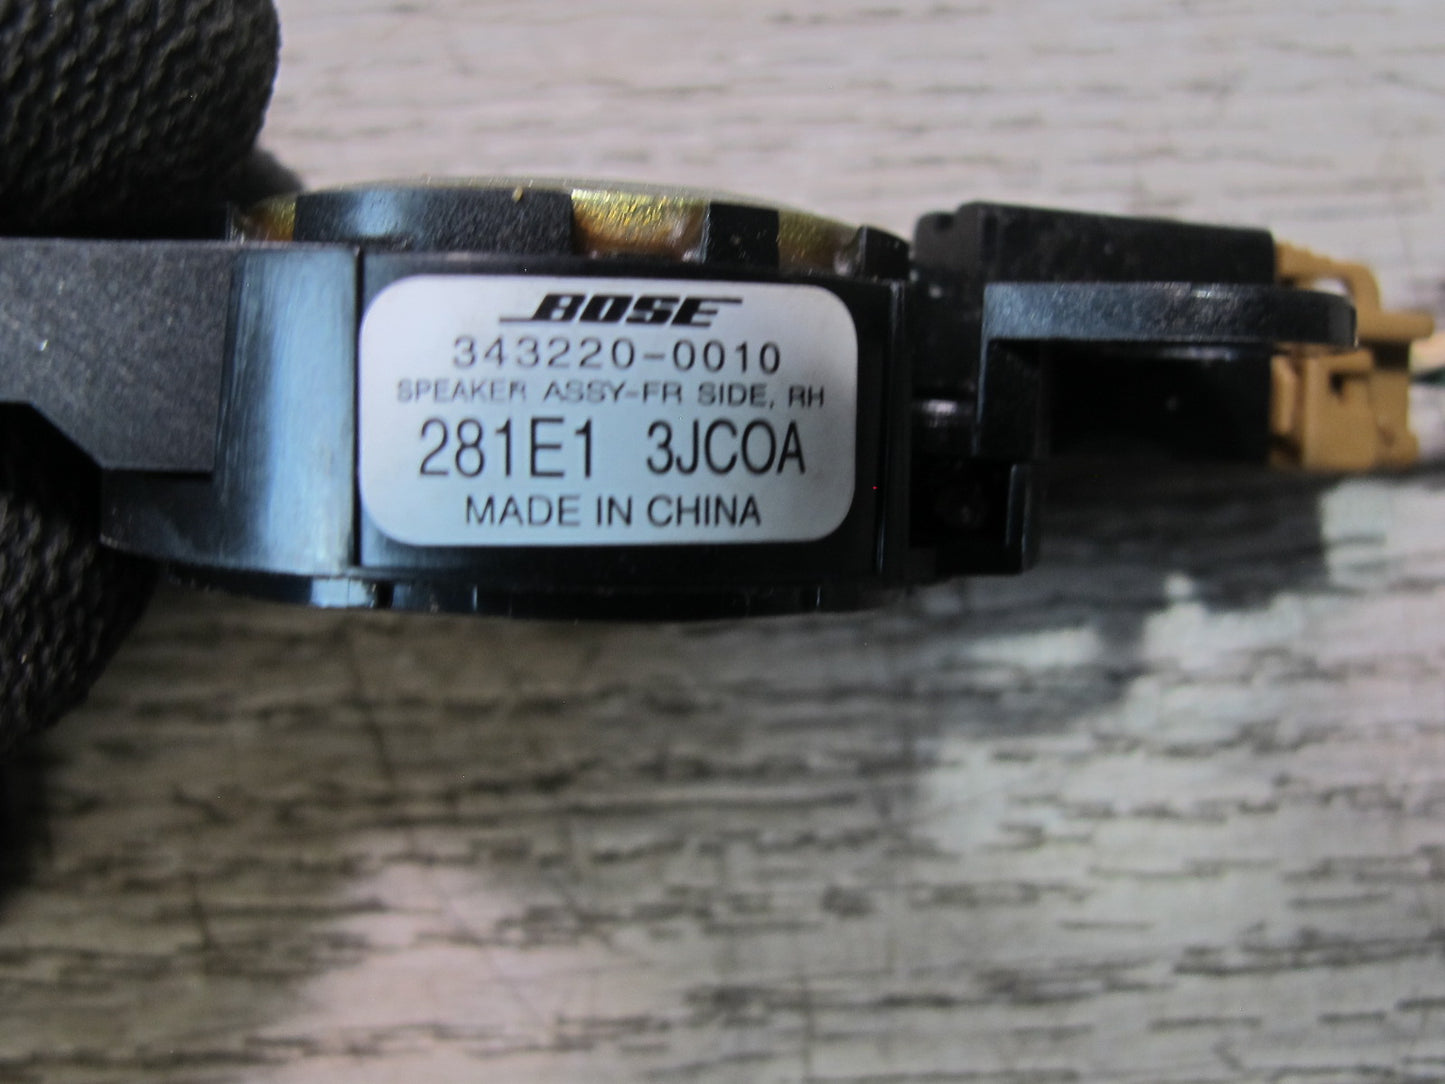 BOSE
343220-0010
SPEAKER ASSY-FR SIDE, RH
281E1 3JC0A
MADE IN CHINA